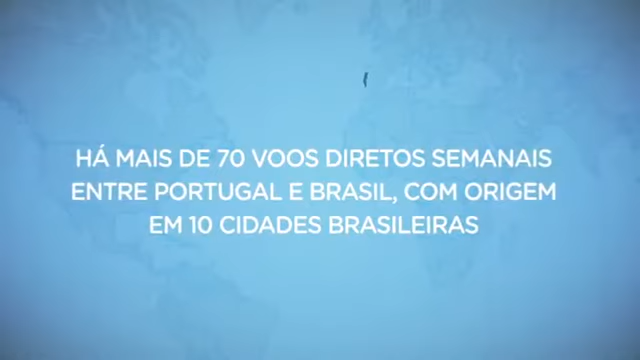 HÁ MAIS DE 70 VOOS DIRETOS SEMANAIS
ENTRE PORTUGAL E BRASIL, COM ORIGEM
EM 10 CIDADES BRASILEIRAS